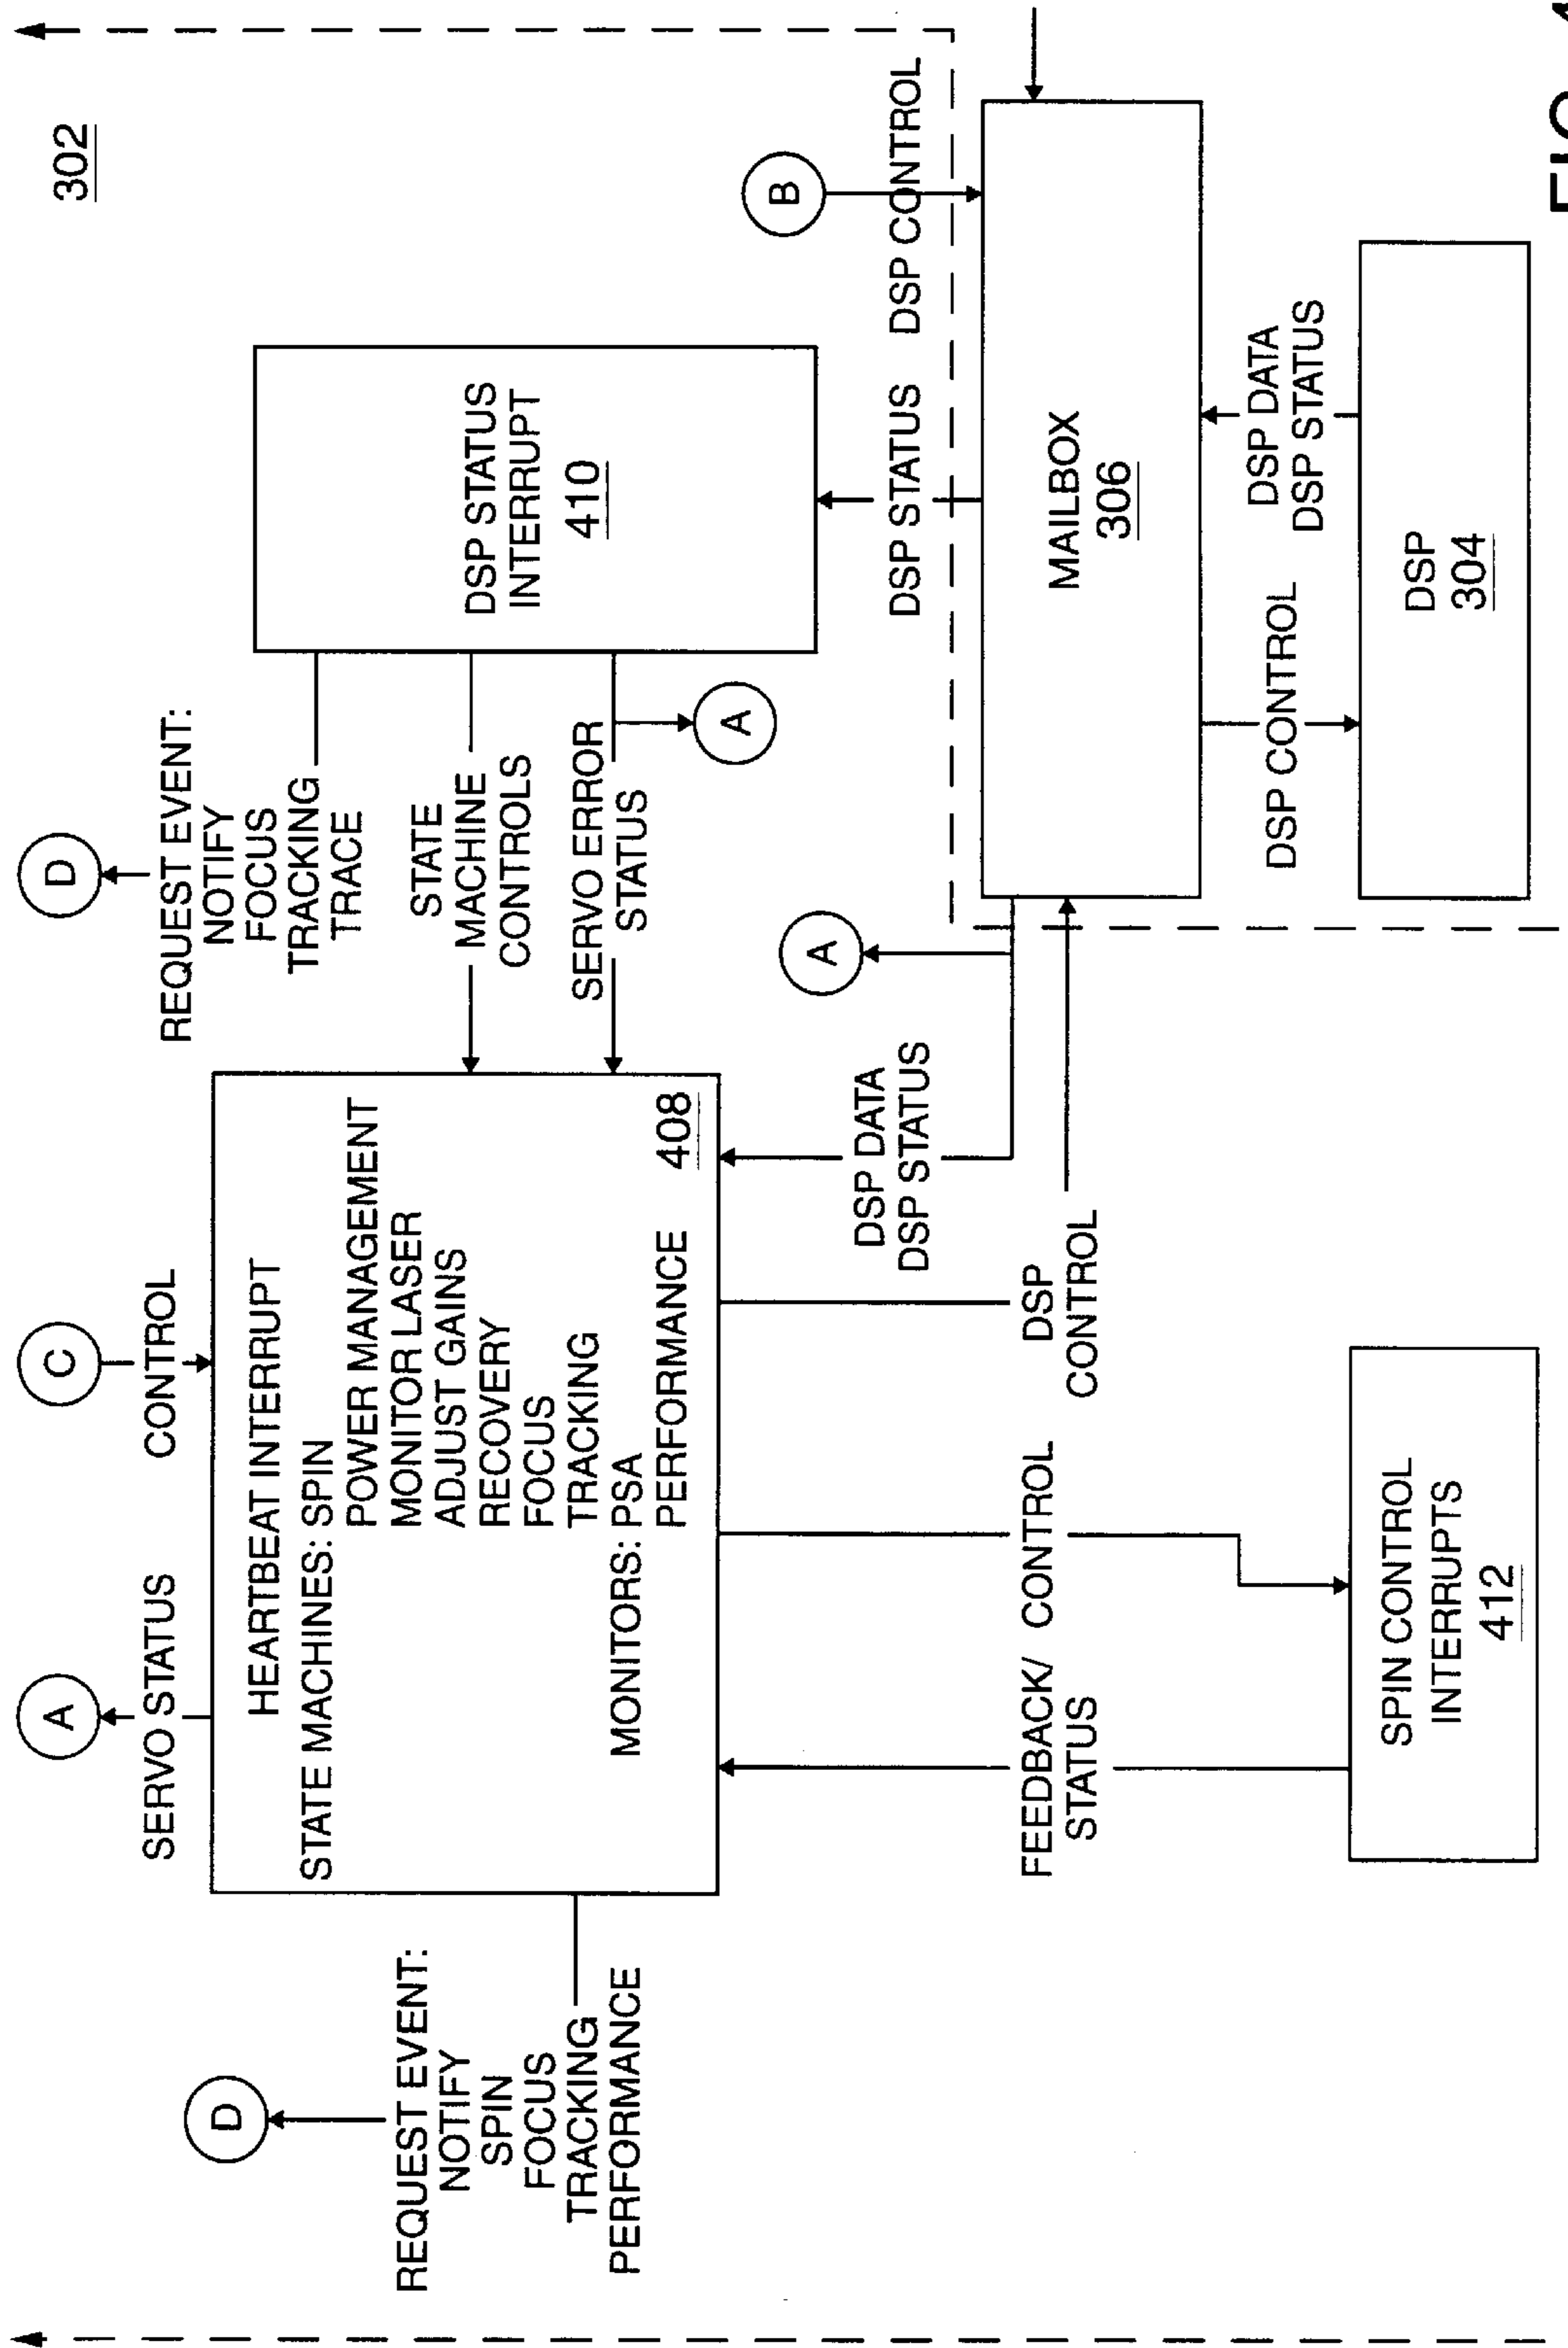 A
C
D
302
SERVO STATUS
CONTROL
REQUEST EVENT:
NOTIFY
FOCUS
TRACKING
TRACE
D
HEARTBEAT INTERRUPT
STATE MACHINES: SPIN
POWER MANAGEMENT
MONITOR LASER
ADJUST GAINS
RECOVERY
FOCUS
TRACKING
MONITORS: PSA
PERFORMANCE
408
REQUEST EVENT:
NOTIFY
SPIN
FOCUS
TRACKING
PERFORMANCE
STATE
MACHINE
CONTROLS
SERVO ERROR
STATUS
DSP STATUS
INTERRUPT
410
A
A
B
DSP DATA
DSP STATUS
DSP STATUS
DSP CONTROL
FEEDBACK/
STATUS
CONTROL
DSP
CONTROL
MAILBOX
306
DSP CONTROL
DSP DATA
DSP STATUS
SPIN CONTROL
INTERRUPTS
412
DSP
304